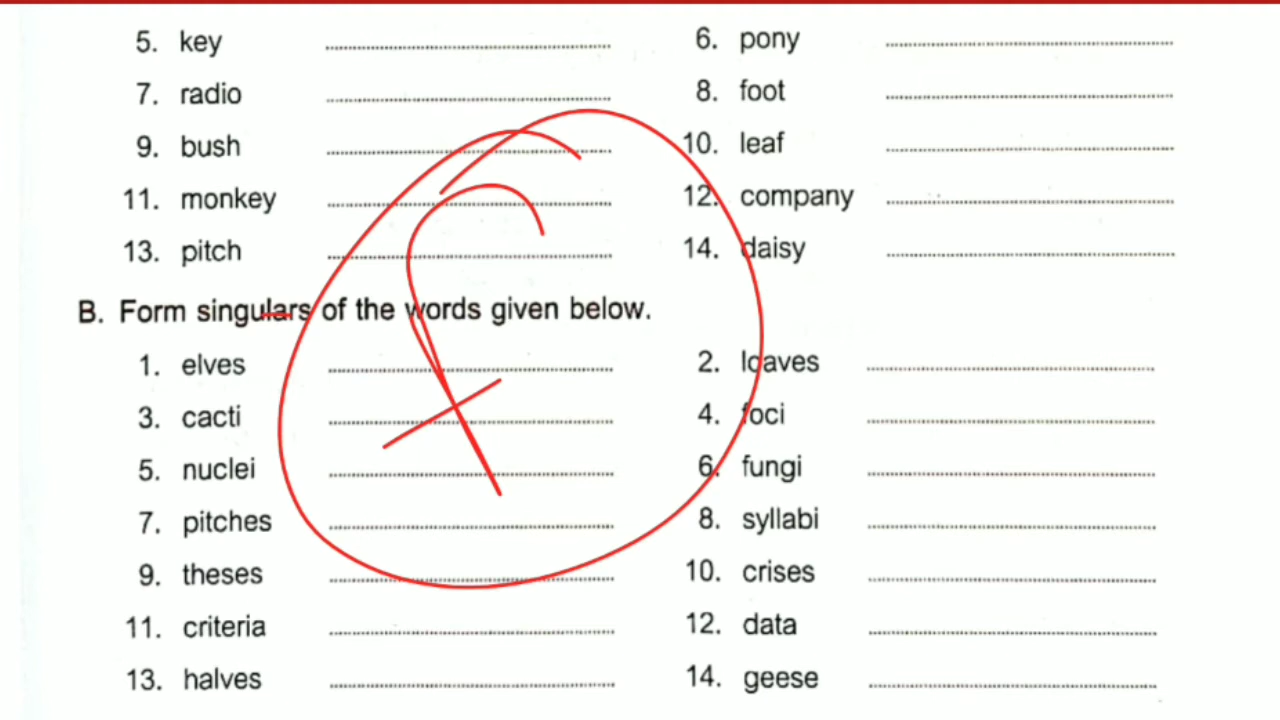 5. key ........ 6. pony ........
7. radio ........ 8. foot ........
9. bush ........ 10. leaf ........
11. monkey ........ 12. company ........
13. pitch ........ 14. daisy ........
B. Form singulars of the words given below.
1. elves ........ 2. loaves ........
3. cacti ........ 4. foci ........
5. nuclei ........ 6. fungi ........
7. pitches ........ 8. syllabi ........
9. theses ........ 10. crises ........
11. criteria ........ 12. data ........
13. halves ........ 14. geese ........
f